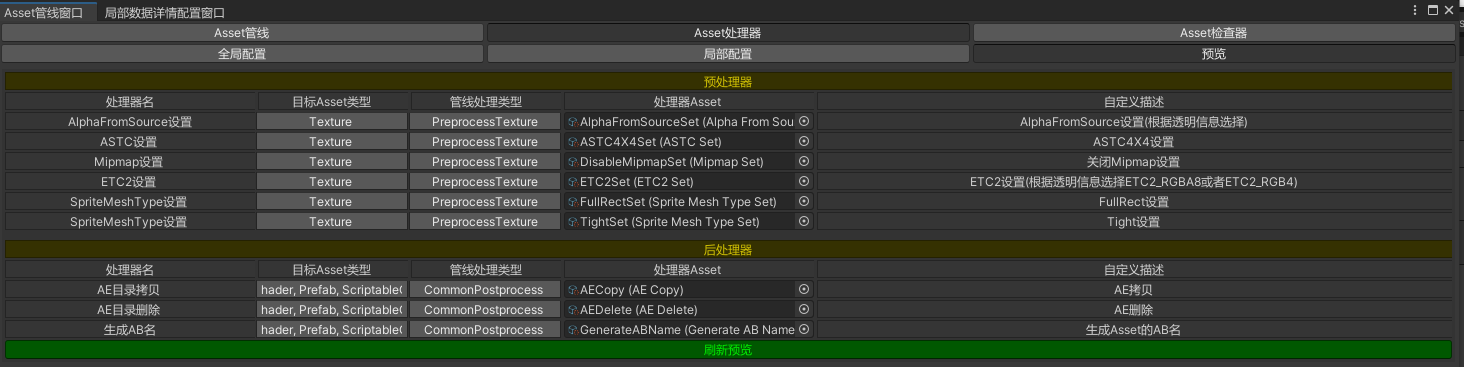 Asset管线窗口 局部数据详情配置窗口
Asset管线 Asset处理器 Asset检查器
全局配置 局部配置 预览
预处理器
处理器名 目标Asset类型 管线处理类型 处理器Asset 自定义描述
AlphaFromSource设置 Texture PreprocessTexture AlphaFromSourceSet (Alpha From Sou AlphaFromSource设置(根据透明信息选择)
ASTC设置 Texture PreprocessTexture ASTC4X4Set (ASTC Set) ASTC4X4设置
Mipmap设置 Texture PreprocessTexture DisableMipmapSet (Mipmap Set) 关闭Mipmap设置
ETC2设置 Texture PreprocessTexture ETC2Set (ETC2 Set) ETC2设置(根据透明信息选择ETC2_RGBA8或者ETC2_RGB4)
SpriteMeshType设置 Texture PreprocessTexture FullRectSet (Sprite Mesh Type Set) FullRect设置
SpriteMeshType设置 Texture PreprocessTexture TightSet (Sprite Mesh Type Set) Tight设置
后处理器
处理器名 目标Asset类型 管线处理类型 处理器Asset 自定义描述
AE目录拷贝 hader, Prefab, Scriptable CommonPostprocess AECopy (AE Copy) AE拷贝
AE目录删除 hader, Prefab, Scriptable CommonPostprocess AEDelete (AE Delete) AE删除
生成AB名 hader, Prefab, Scriptable CommonPostprocess GenerateABName (Generate AB Name 生成Asset的AB名
刷新预览